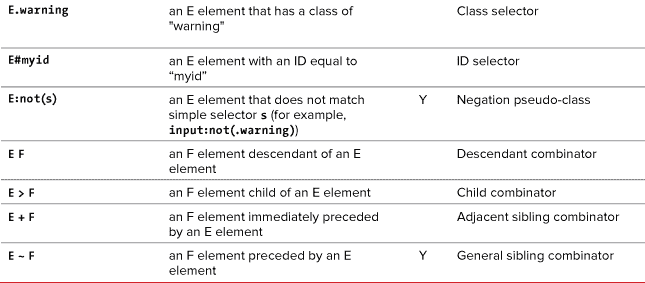 E.warning an E element that has a class of Class selector
"warning"
E#myid an E element with an ID equal to ID selector
“myid”
E:not(s) an E element that does not match Y Negation pseudo-class
simple selector s (for example,
input:not(.warning))
E F an F element descendant of an E Descendant combinator
element
E > F an F element child of an E element Child combinator
E + F an F element immediately preceded Adjacent sibling combinator
by an E element
E ~ F an F element preceded by an E Y General sibling combinator
element